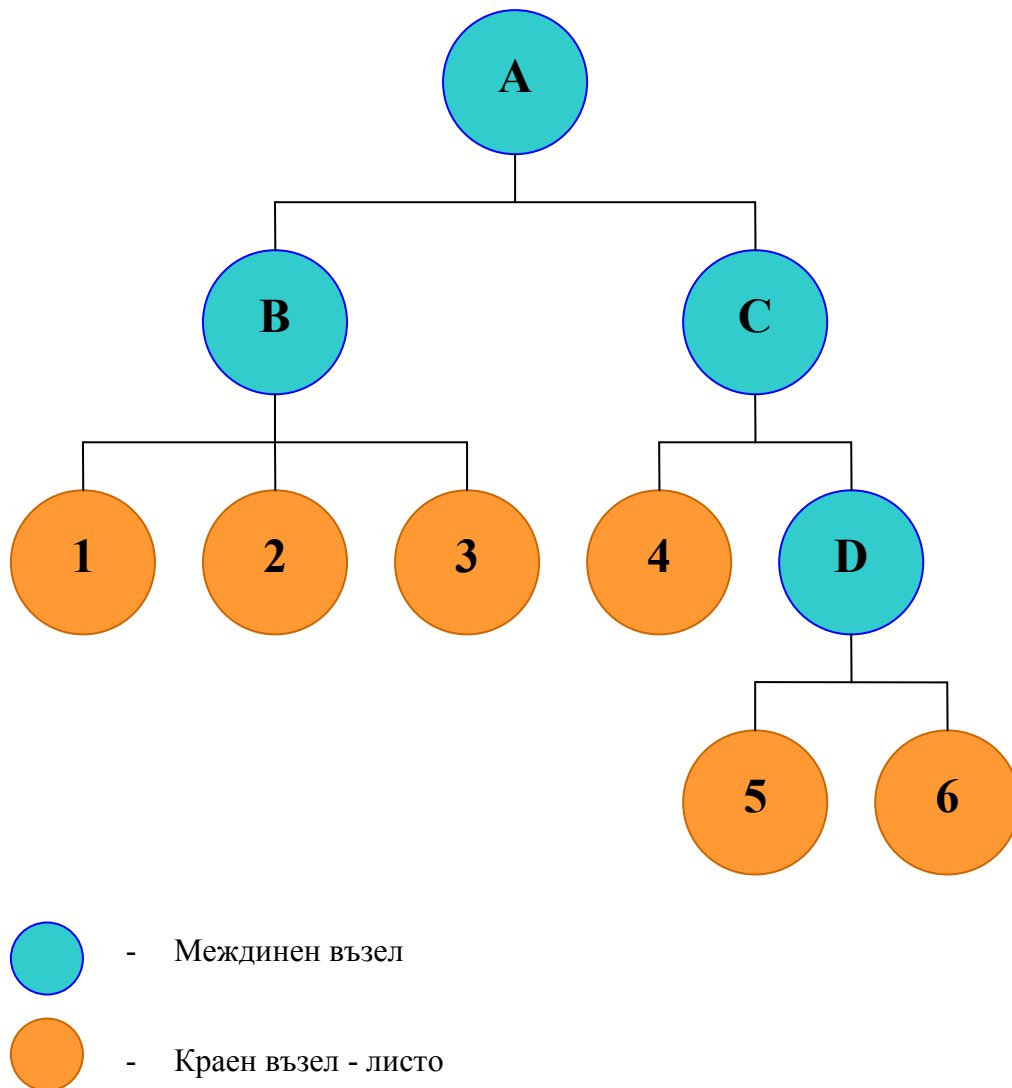 A
B C
1 2 3 4 D
5 6
- Междинен възел
- Краен възел - листо